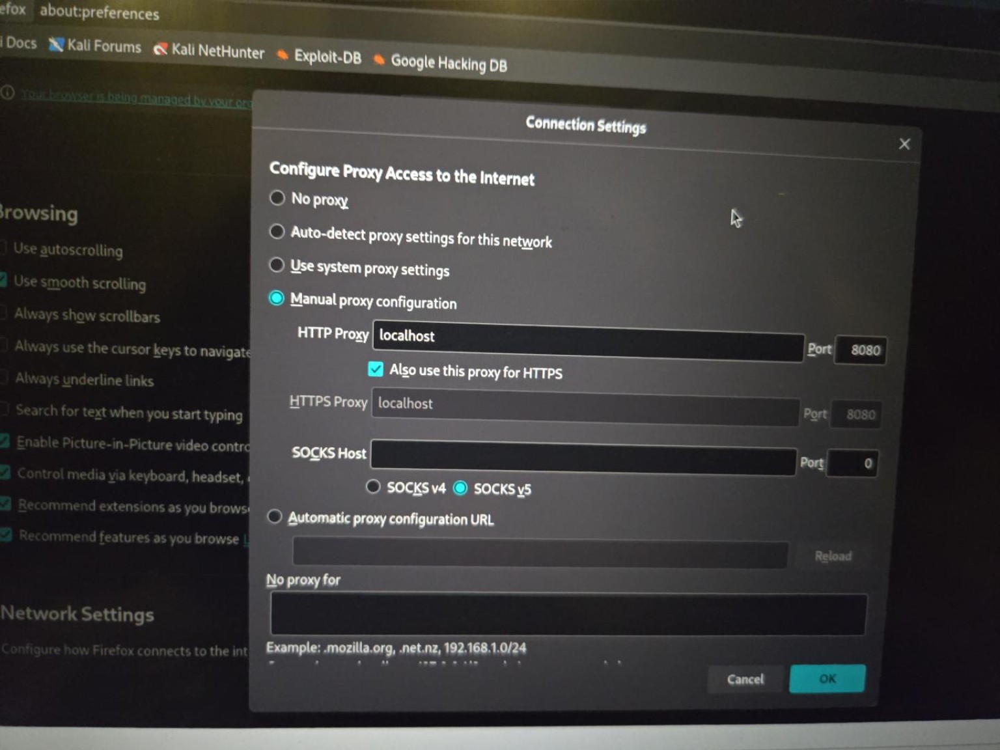 efox about:preferences
i Docs Kali Forums Kali NetHunter Exploit-DB Google Hacking DB
Your browser is being managed by your org
Connection Settings
Configure Proxy Access to the Internet
No proxy
Auto-detect proxy settings for this network
Use system proxy settings
Manual proxy configuration
HTTP Proxy localhost Port 8080
Also use this proxy for HTTPS
HTTPS Proxy localhost Port 8080
SOCKS Host Port 0
SOCKS v4 SOCKS v5
Automatic proxy configuration URL
Reload
No proxy for
Example: .mozilla.org, .net.nz, 192.168.1.0/24
Cancel OK
Browsing
Use autoscrolling
Use smooth scrolling
Always show scrollbars
Always use the cursor keys to navigate
Always underline links
Search for text when you start typing
Enable Picture-in-Picture video contro
Control media via keyboard, headset,
Recommend extensions as you browse
Recommend features as you browse L
Network Settings
Configure how Firefox connects to the int